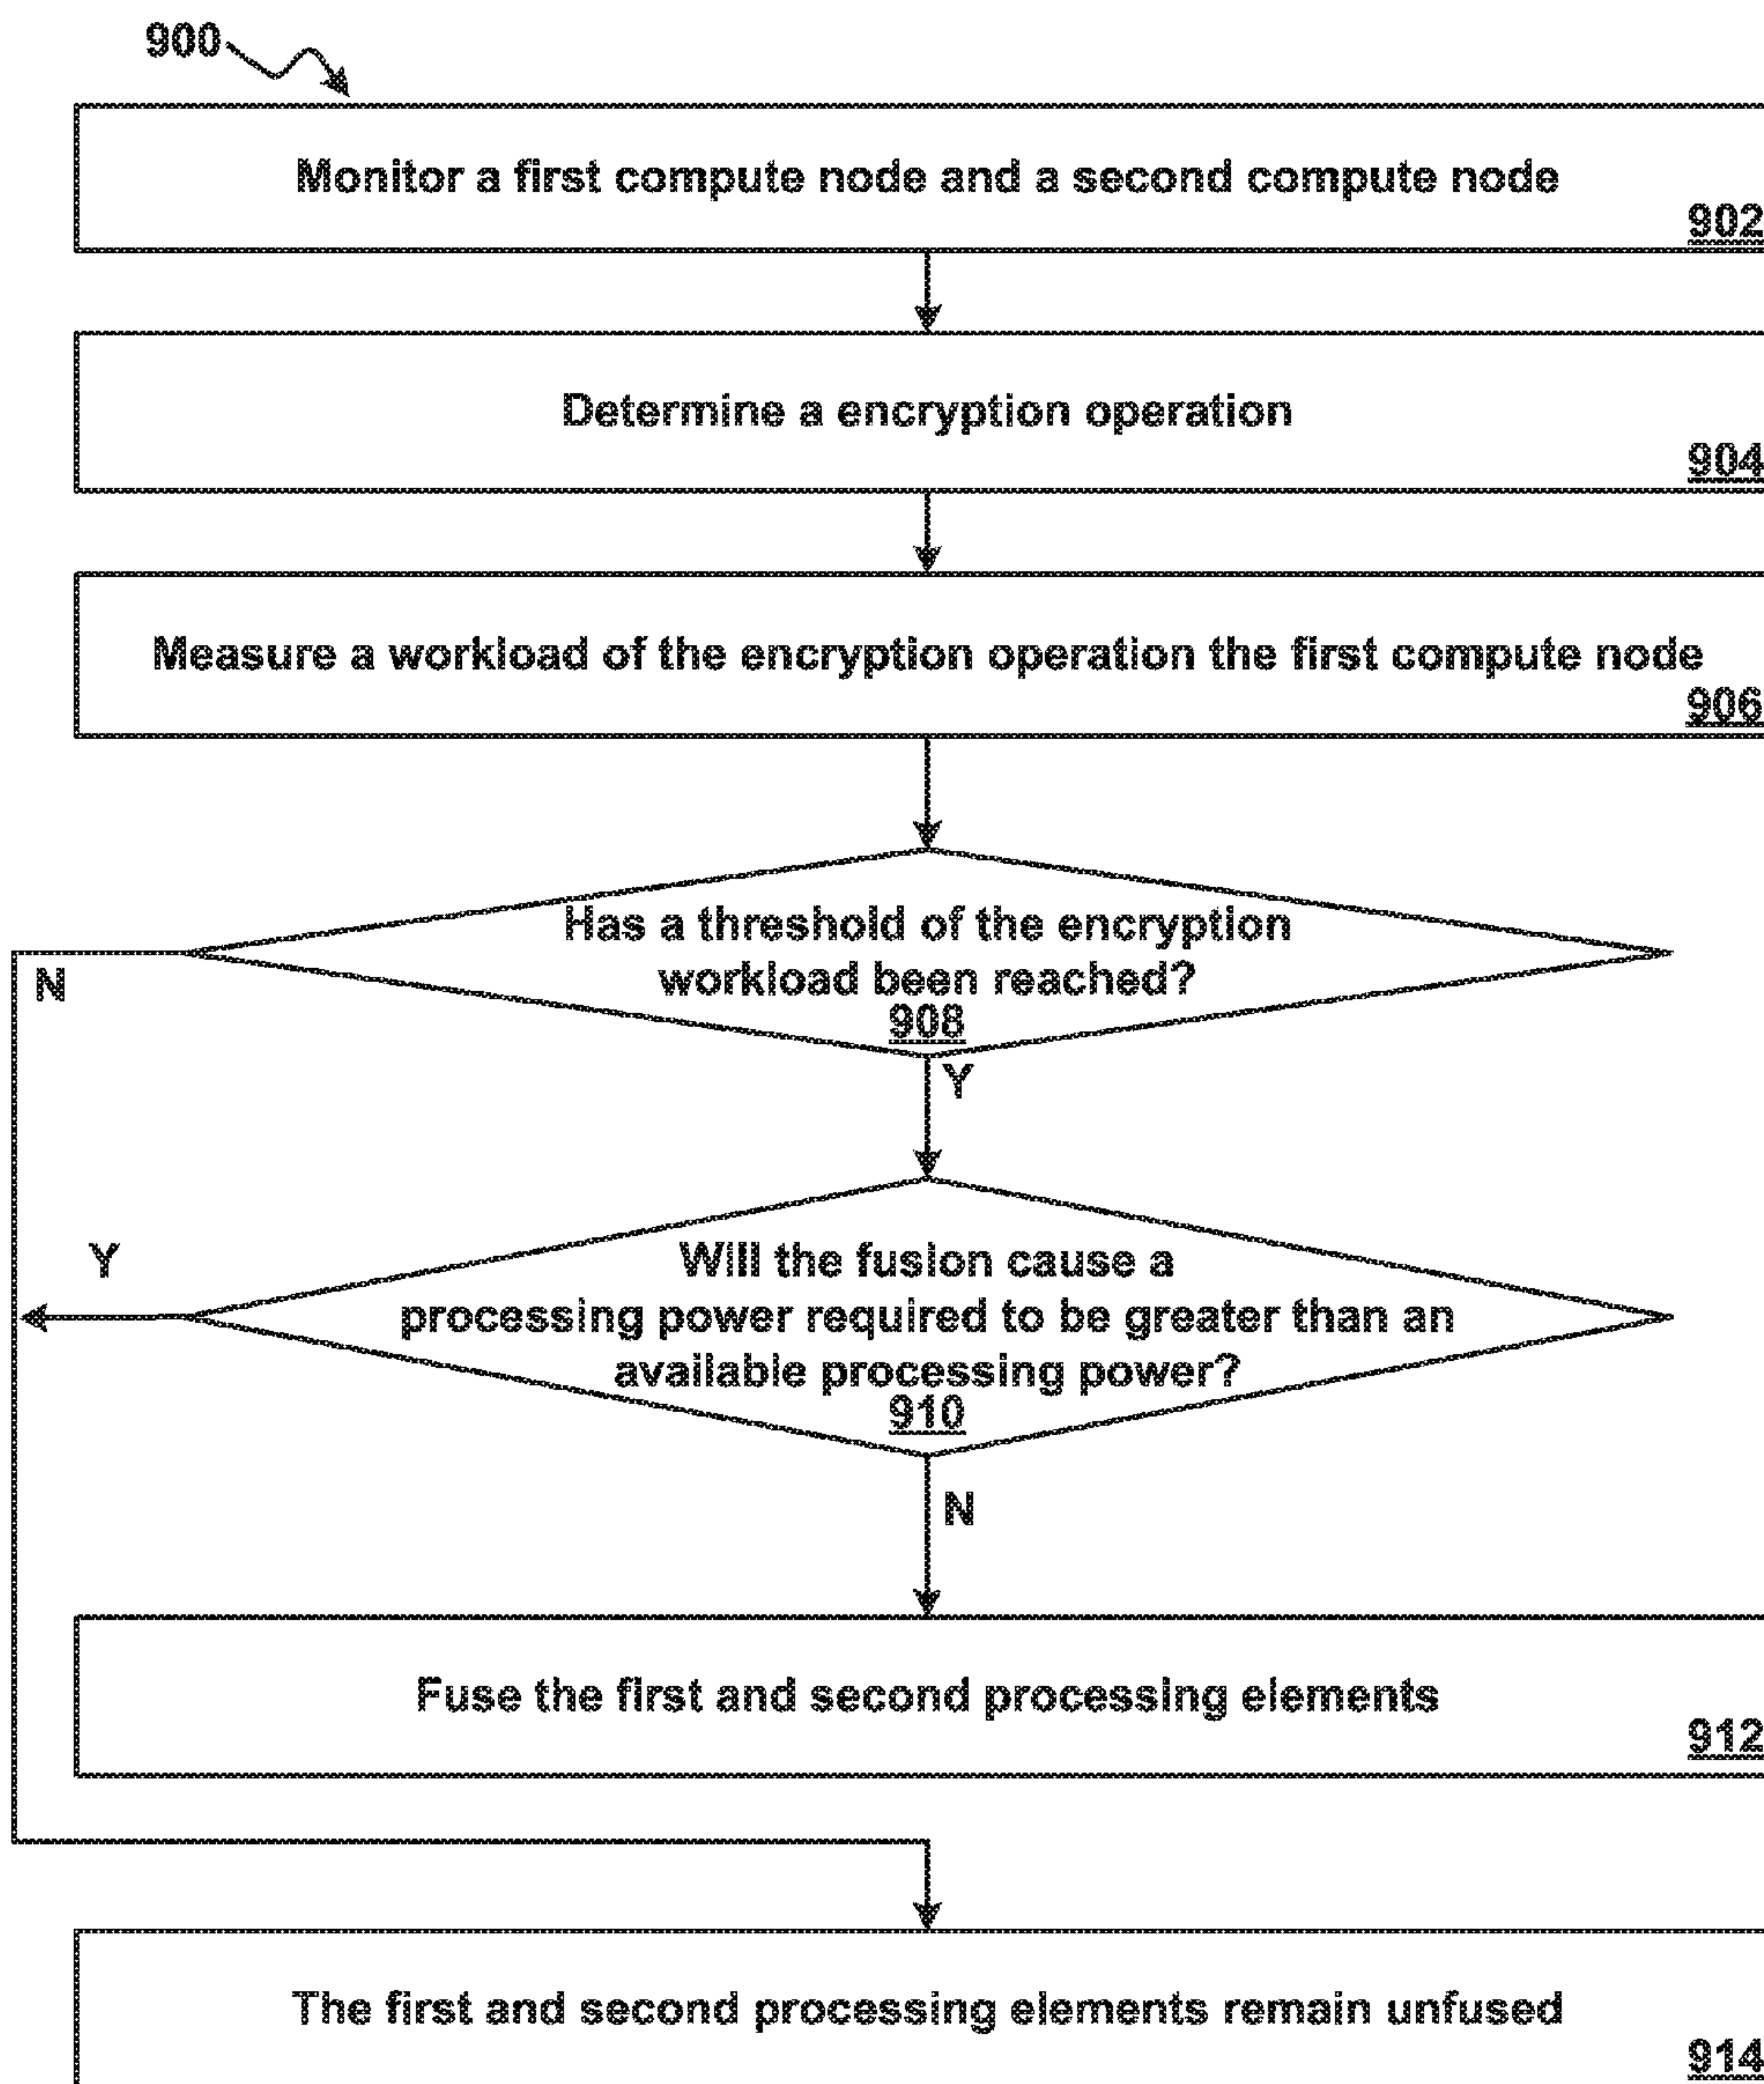 900
Monitor a first compute node and a second compute node
902
Determine a encryption operation
904
Measure a workload of the encryption operation the first compute node
906
Has a threshold of the encryption
workload been reached?
908
N
Y
Will the fusion cause a
processing power required to be greater than an
available processing power?
910
Y
N
Fuse the first and second processing elements
912
The first and second processing elements remain unfused
914